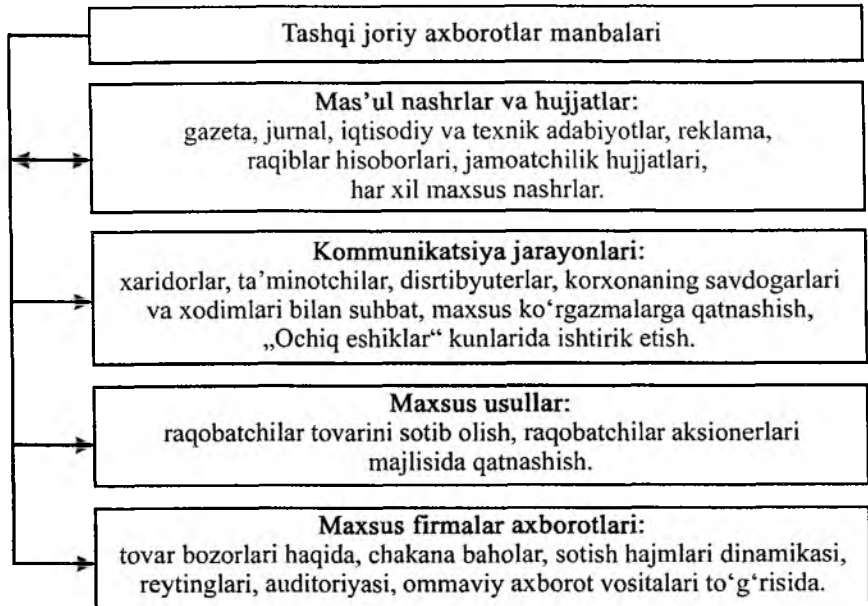 Tashqi joriy axborotlar manbalari
Mas’ul nashrlar va hujjatlar:
gazeta, jurnal, iqtisodiy va texnik adabiyotlar, reklama,
raqiblar hisoborlari, jamoatchilik hujjatlari,
har xil maxsus nashrlar.
Kommunikatsiya jarayonlari:
xaridorlar, ta’minotchilar, disrtibyuterlar, korxonaning savdogarlari
va xodimlari bilan suhbat, maxsus ko‘rgazmalarga qatnashish,
„Ochiq eshiklar“ kunlarida ishtirik etish.
Maxsus usullar:
raqobatchilar tovarini sotib olish, raqobatchilar aksionerlari
majlisida qatnashish.
Maxsus firmalar axborotlari:
tovar bozorlari haqida, chakana baholar, sotish hajmlari dinamikasi,
reytinglari, auditoriyasi, ommaviy axborot vositalari to‘g‘risida.